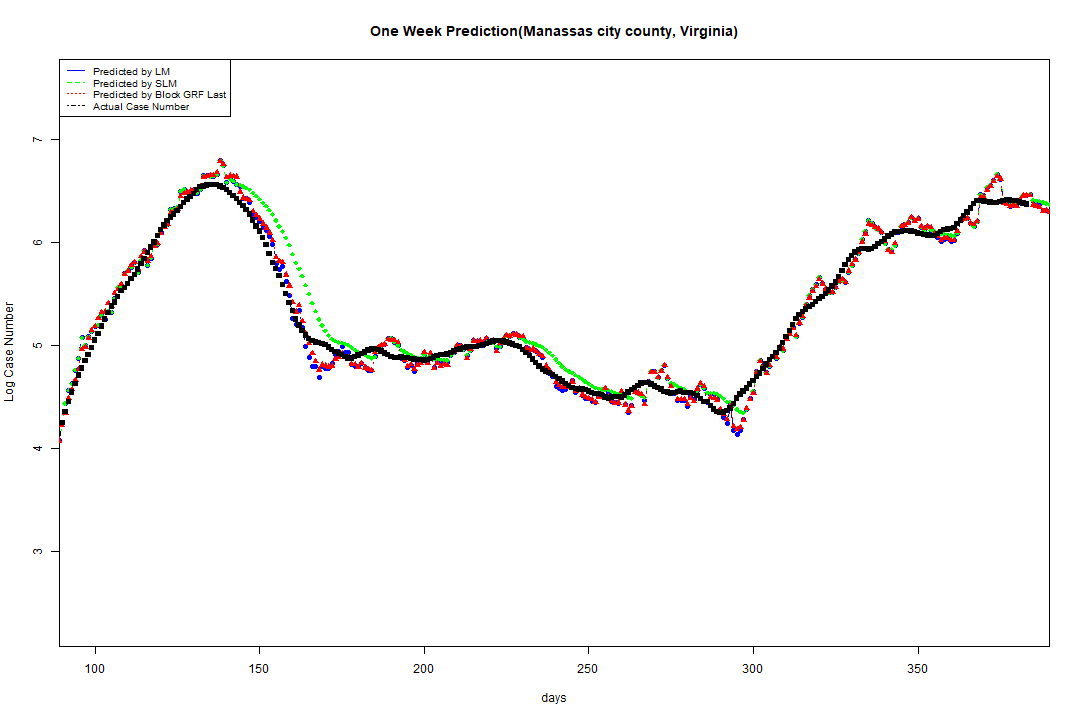 One Week Prediction(Manassas city county, Virginia)
Predicted by LM
Predicted by SLM
Predicted by Block GRF Last
Actual Case Number
7
6
5
4
3
Log Case Number
100 150 200 250 300 350
days